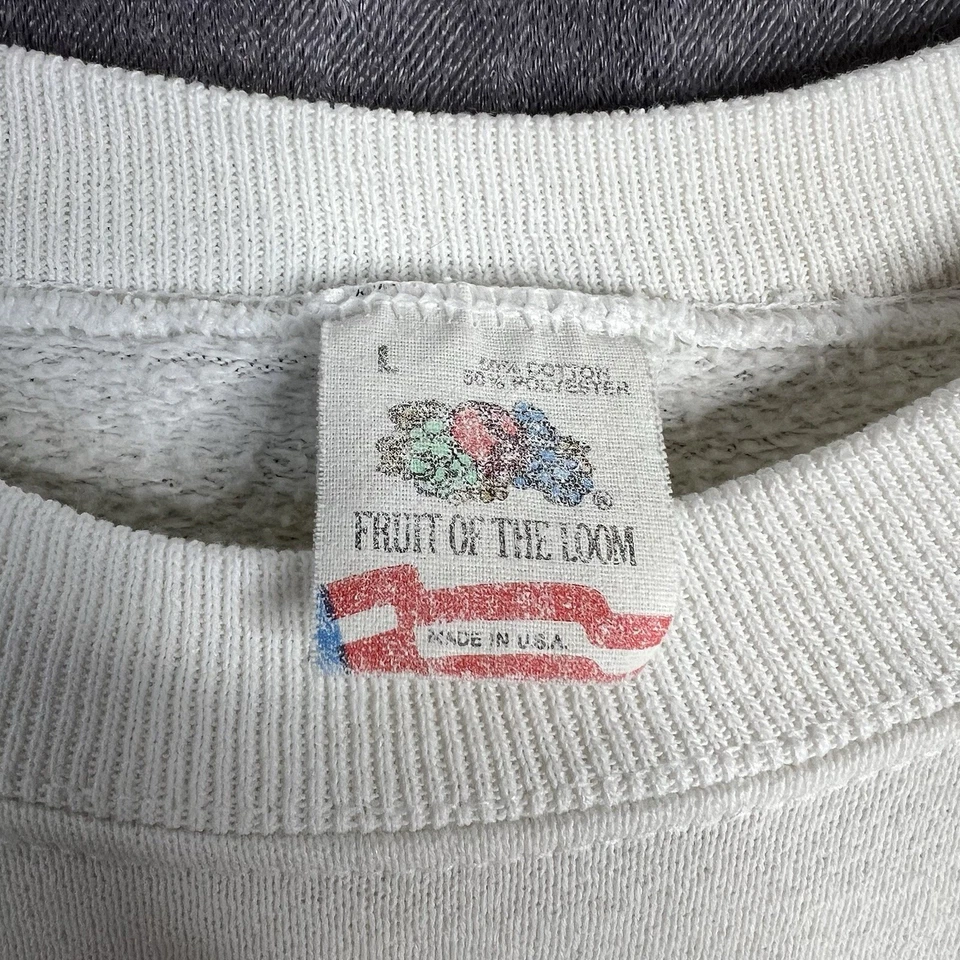 L
50% COTTON
50% POLYESTER
®
FRUIT OF THE LOOM
MADE IN U.S.A.